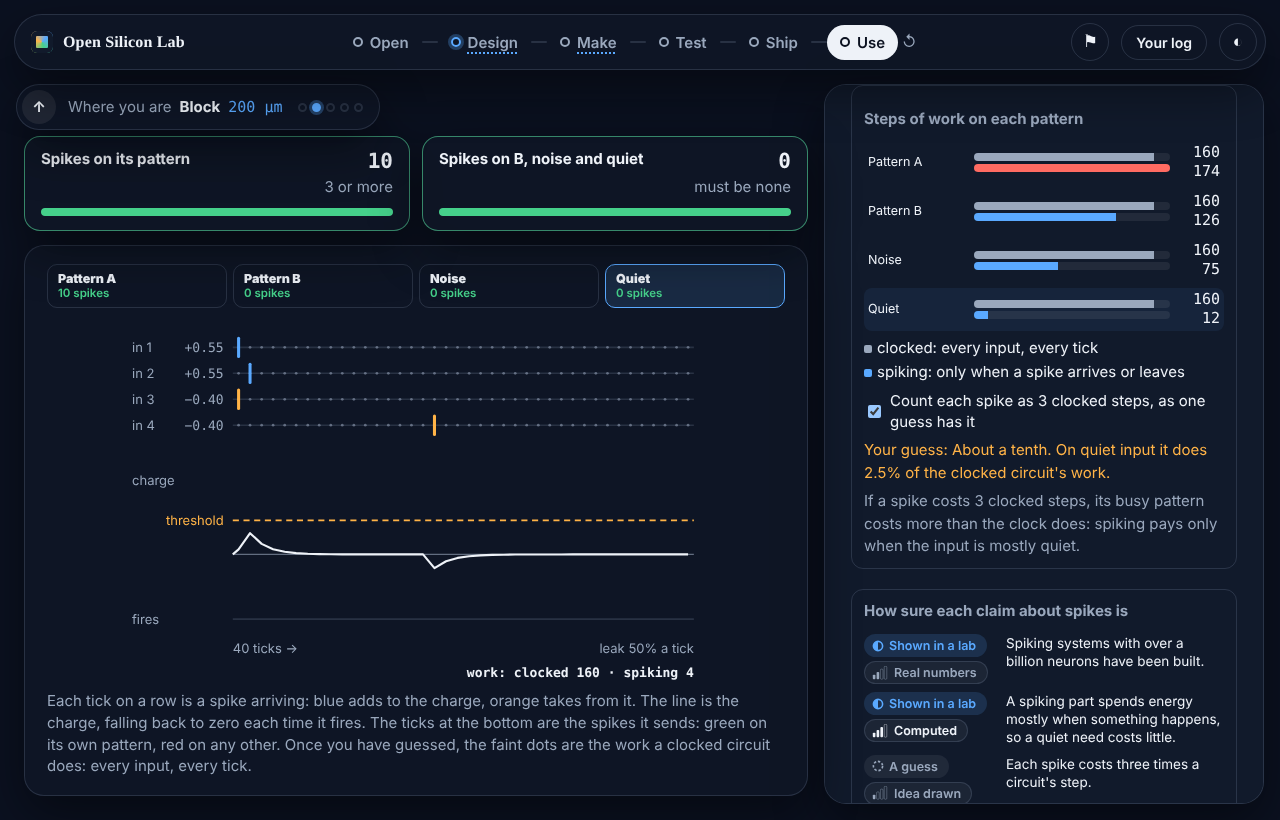 Open Silicon Lab
Open
Design
Make
Test
Ship
Use
Your log
Where you are Block 200 µm
Spikes on its pattern 10
3 or more
Spikes on B, noise and quiet 0
must be none
Pattern A
10 spikes
Pattern B
0 spikes
Noise
0 spikes
Quiet
0 spikes
in 1 +0.55
in 2 +0.55
in 3 −0.40
in 4 −0.40
charge
threshold
fires
40 ticks → leak 50% a tick
work: clocked 160 · spiking 4
Each tick on a row is a spike arriving: blue adds to the charge, orange takes from it. The line is the
charge, falling back to zero each time it fires. The ticks at the bottom are the spikes it sends: green on
its own pattern, red on any other. Once you have guessed, the faint dots are the work a clocked circuit
does: every input, every tick.
Steps of work on each pattern
Pattern A 160
174
Pattern B 160
126
Noise 160
75
Quiet 160
12
clocked: every input, every tick
spiking: only when a spike arrives or leaves
Count each spike as 3 clocked steps, as one
guess has it
Your guess: About a tenth. On quiet input it does
2.5% of the clocked circuit's work.
If a spike costs 3 clocked steps, its busy pattern
costs more than the clock does: spiking pays only
when the input is mostly quiet.
How sure each claim about spikes is
Shown in a lab
Real numbers
Spiking systems with over a
billion neurons have been built.
Shown in a lab
Computed
A spiking part spends energy
mostly when something happens,
so a quiet need costs little.
A guess
Idea drawn
Each spike costs three times a
circuit's step.